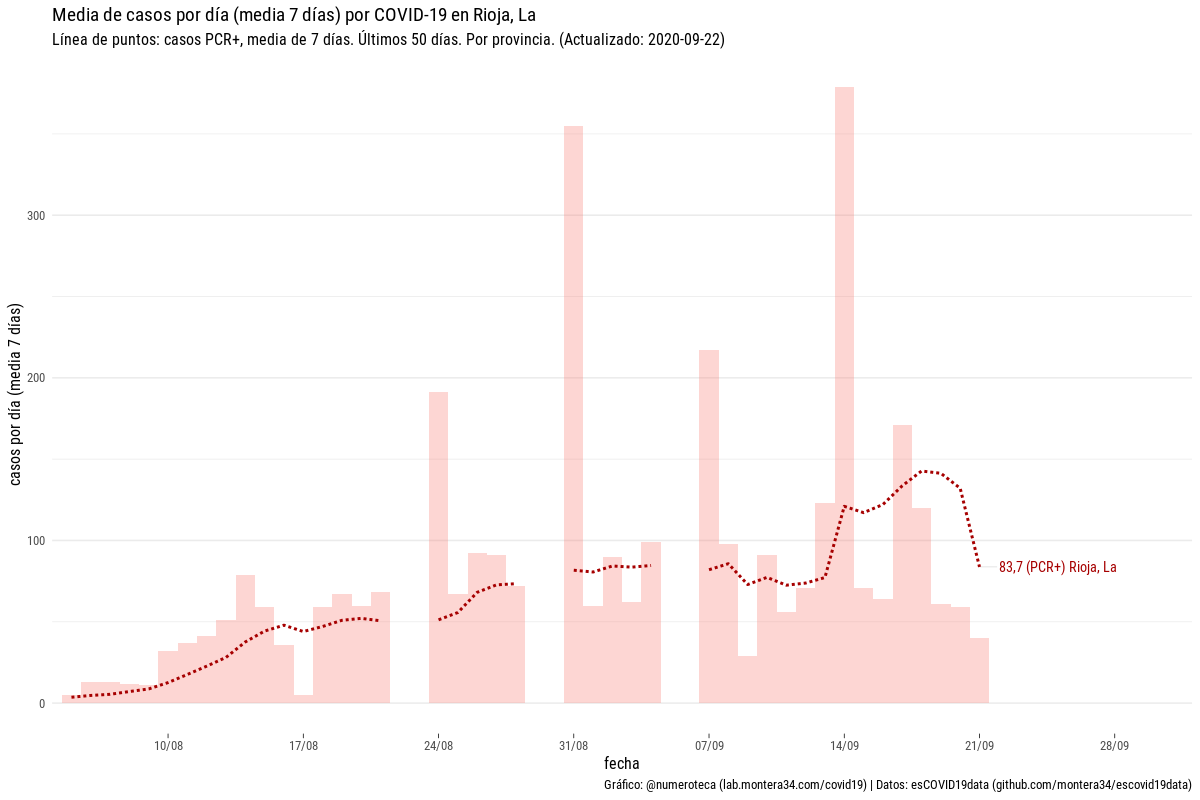 Media de casos por día (media 7 días) por COVID-19 en Rioja, La
Línea de puntos: casos PCR+, media de 7 días. Últimos 50 días. Por provincia. (Actualizado: 2020-09-22)
casos por día (media 7 días)
300
200
100
0
83,7 (PCR+) Rioja, La
10/08
17/08
24/08
31/08
07/09
14/09
21/09
28/09
fecha
Gráfico: @numeroteca (lab.montera34.com/covid19) | Datos: esCOVID19data (github.com/montera34/escovid19data)